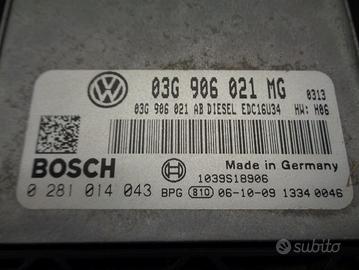 03G 906 021 MG 0313
03G 906 021 AB DIESEL EDC16U34 HW: H06
BOSCH
Made in Germany
1039S18906
0 281 014 043 BPG 810 06-10-09 1334 0046
subito